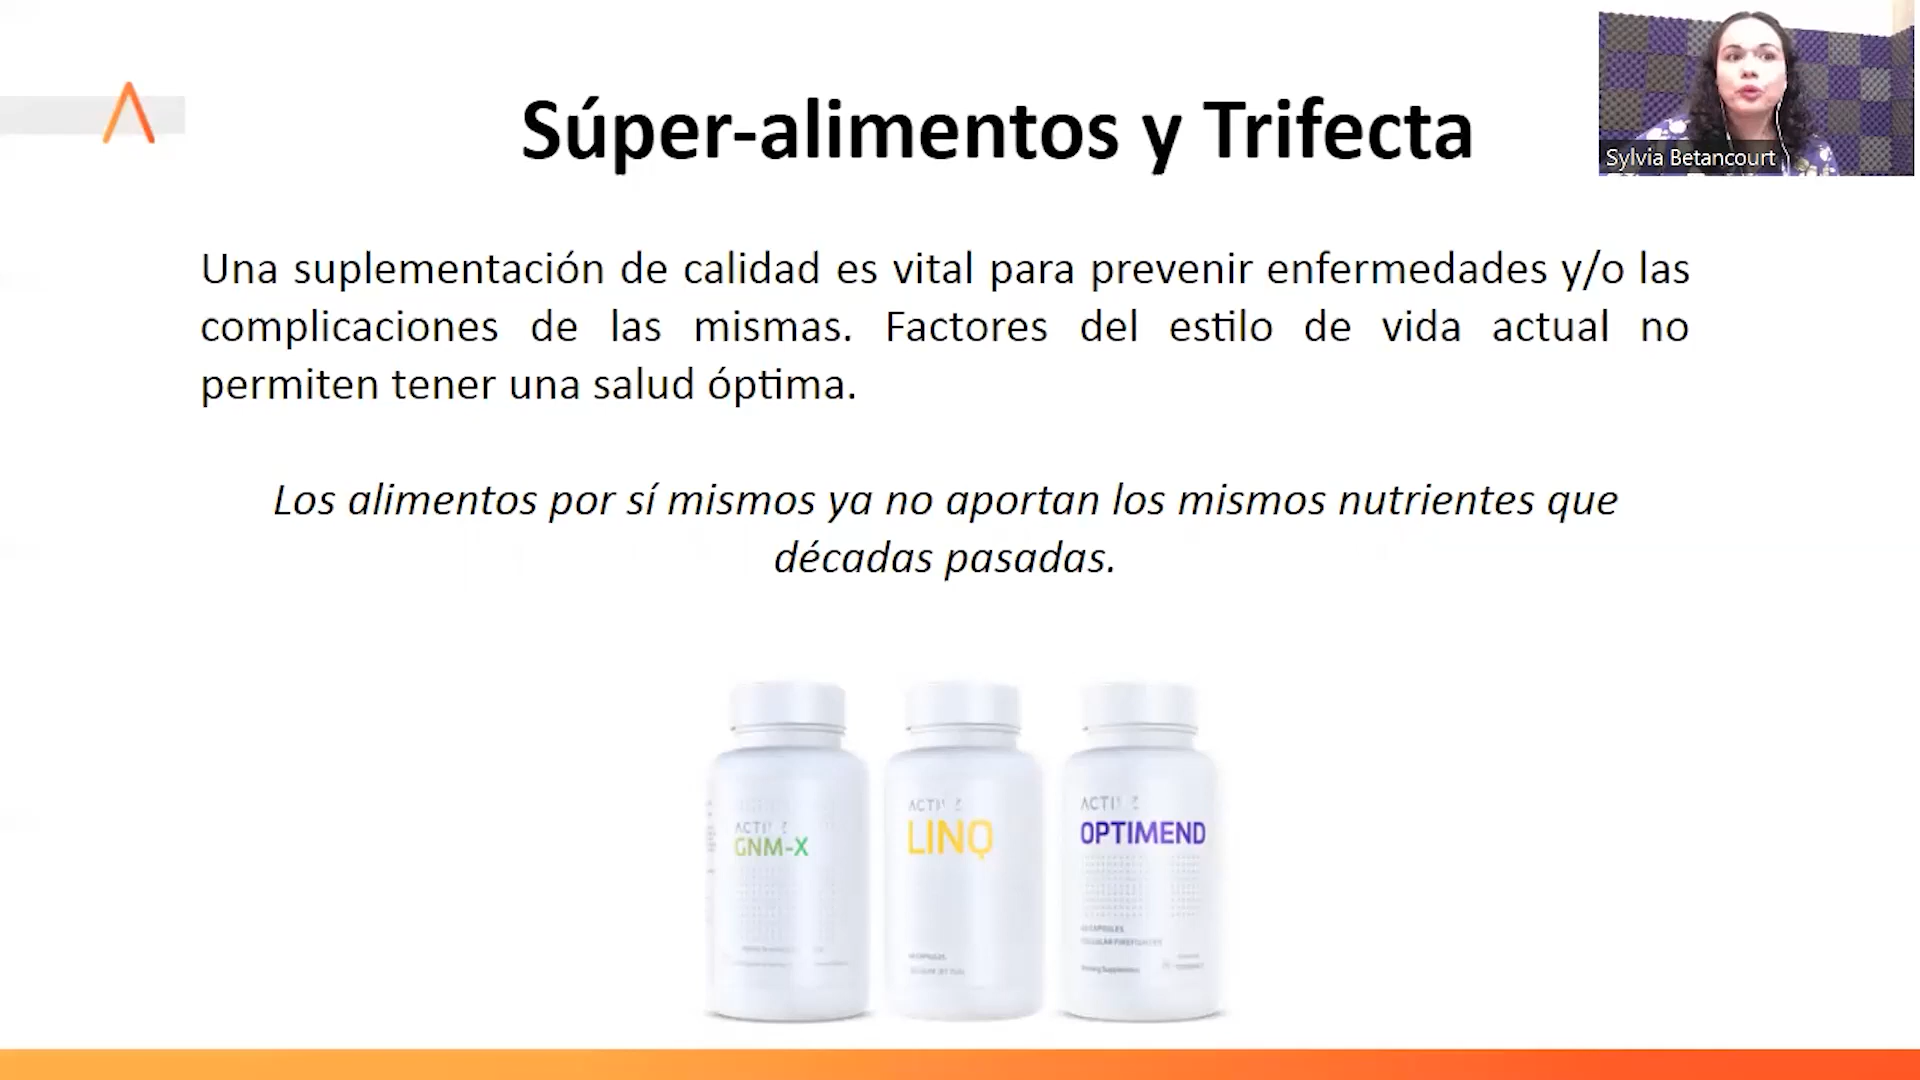 Súper-alimentos y Trifecta
Sylvia Betancourt
Una suplementación de calidad es vital para prevenir enfermedades y/o las
complicaciones de las mismas. Factores del estilo de vida actual no
permiten tener una salud óptima.
Los alimentos por sí mismos ya no aportan los mismos nutrientes que
décadas pasadas.
GNM-X
LINQ
OPTIMEND
CAPSULES